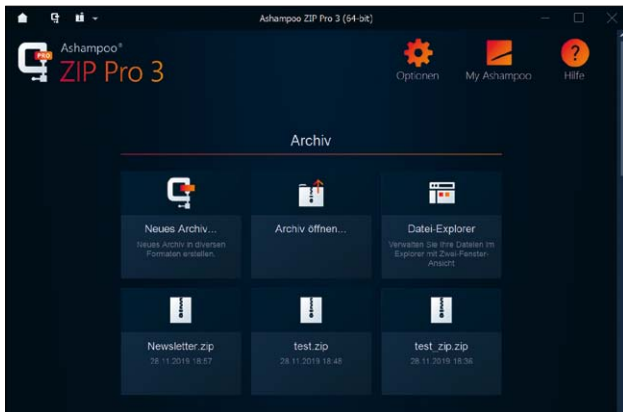 Ashampoo ZIP Pro 3 (64-bit)
Ashampoo®
ZIP Pro 3
PRO
Optionen
My Ashampoo
?
Hilfe
Archiv
Neues Archiv...
Neues Archiv in diversen
Formaten erstellen.
Archiv öffnen...
Datei-Explorer
Verwalten Sie Ihre Dateien im
Explorer mit Zwei-Fenster-
Ansicht
Newsletter.zip
28.11.2019 18:57
test.zip
28.11.2019 18:48
test_zip.zip
28.11.2019 18:36